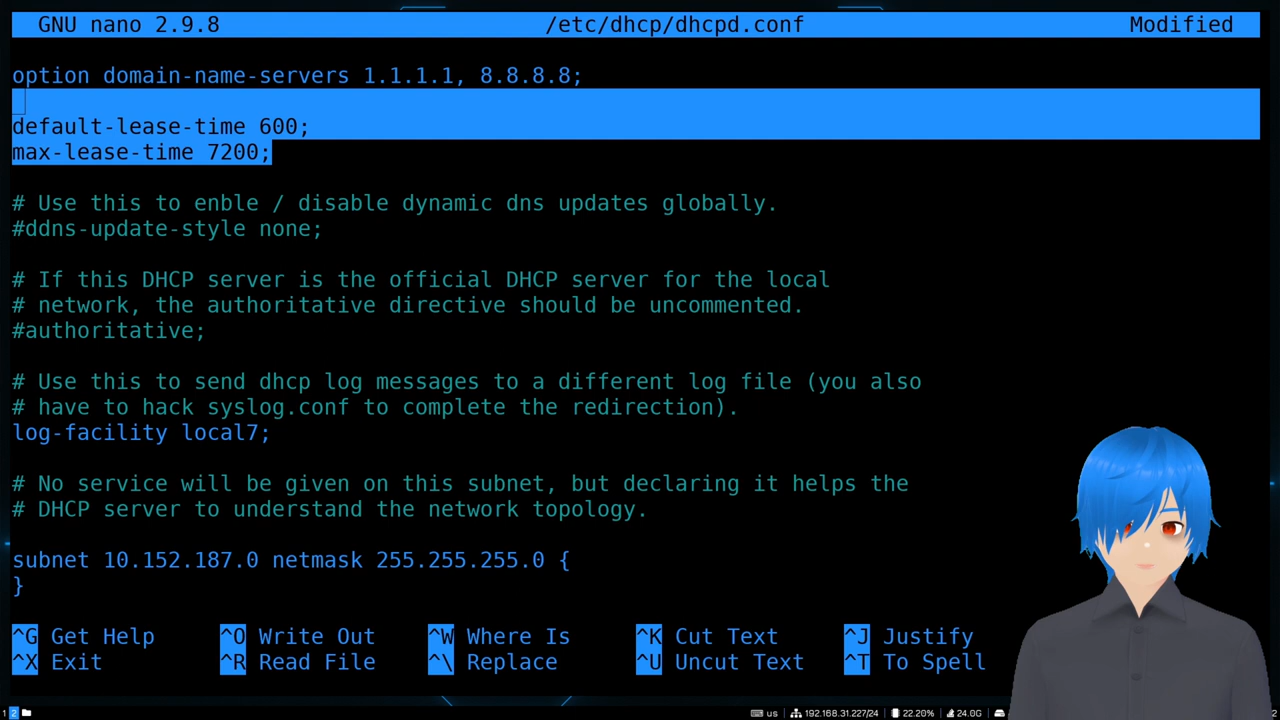 GNU nano 2.9.8 /etc/dhcp/dhcpd.conf Modified
option domain-name-servers 1.1.1.1, 8.8.8.8;
default-lease-time 600;
max-lease-time 7200;
# Use this to enble / disable dynamic dns updates globally.
#ddns-update-style none;
# If this DHCP server is the official DHCP server for the local
# network, the authoritative directive should be uncommented.
#authoritative;
# Use this to send dhcp log messages to a different log file (you also
# have to hack syslog.conf to complete the redirection).
log-facility local7;
# No service will be given on this subnet, but declaring it helps the
# DHCP server to understand the network topology.
subnet 10.152.187.0 netmask 255.255.255.0 {
}
^G Get Help ^O Write Out ^W Where Is ^K Cut Text ^J Justify
^X Exit ^R Read File ^\ Replace ^U Uncut Text ^T To Spell
1 2 us 192.168.31.227/24 22.20% 24.0G 2